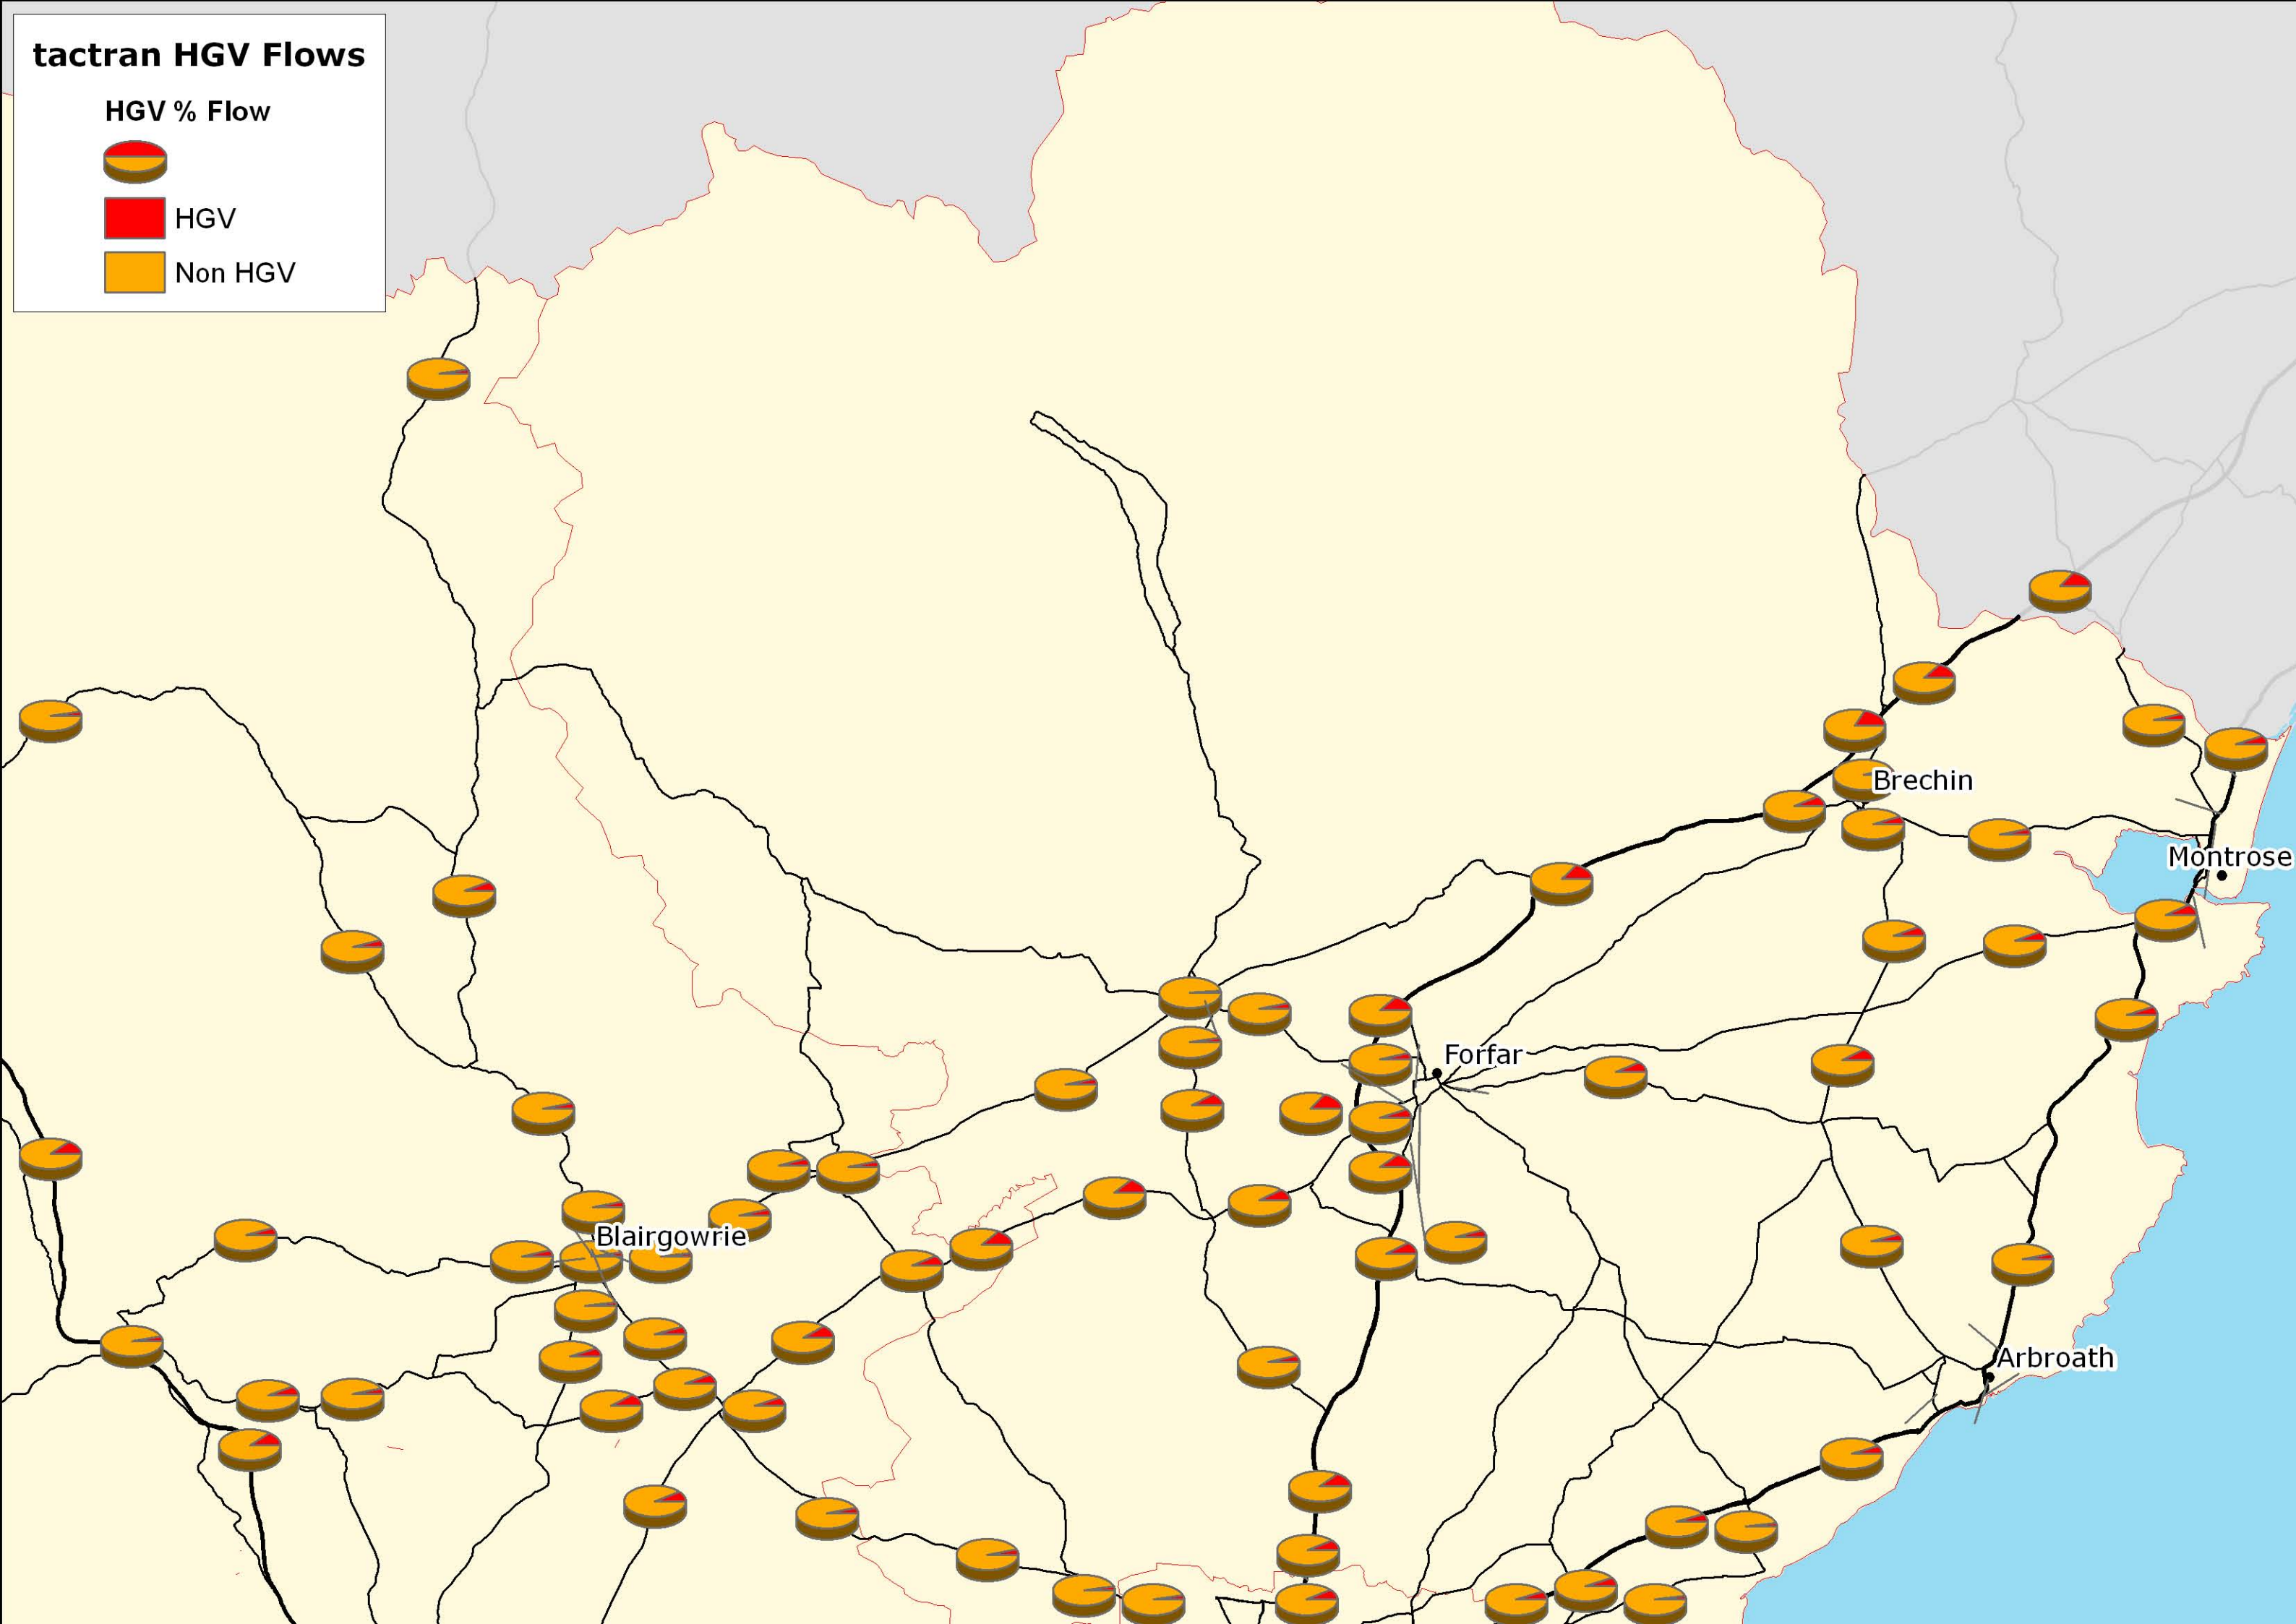 tactran HGV Flows
HGV % Flow
HGV
Non HGV
Brechin
Montrose
Forfar
Blairgowrie
Arbroath